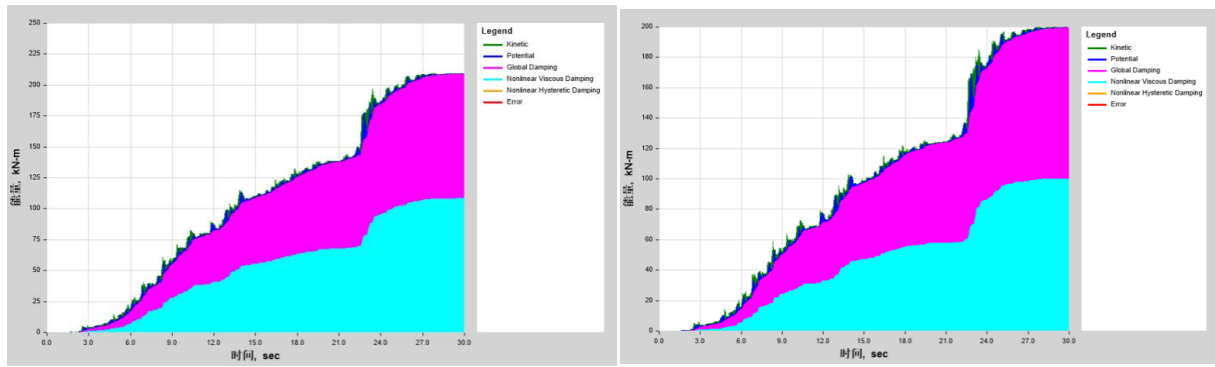 250
225
200
175
150
125
100
75
50
25
0
能量, kN-m
0.0 3.0 6.0 9.0 12.0 15.0 18.0 21.0 24.0 27.0 30.0
时间, sec
Legend
Kinetic
Potential
Global Damping
Nonlinear Viscous Damping
Nonlinear Hysteretic Damping
Error
200
180
160
140
120
100
80
60
40
20
0
能量, kN-m
0.0 3.0 6.0 9.0 12.0 15.0 18.0 21.0 24.0 27.0 30.0
时间, sec
Legend
Kinetic
Potential
Global Damping
Nonlinear Viscous Damping
Nonlinear Hysteretic Damping
Error